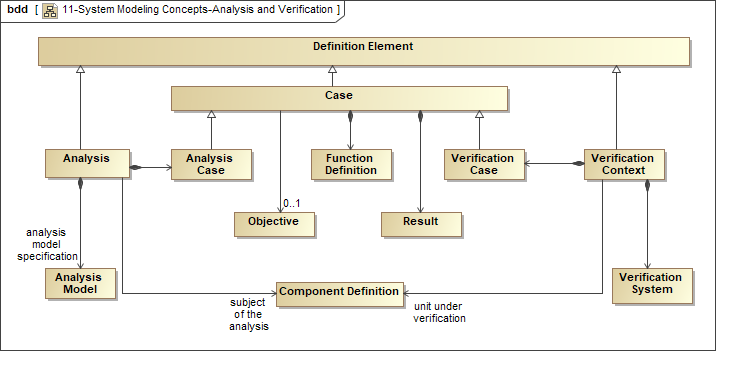 bdd [ 11-System Modeling Concepts-Analysis and Verification ]
Definition Element
Case
Analysis
Analysis
Case
Function
Definition
Verification
Case
Verification
Context
0..1
Objective
Result
analysis
model
specification
Analysis
Model
Component Definition
Verification
System
subject
of the
analysis
unit under
verification